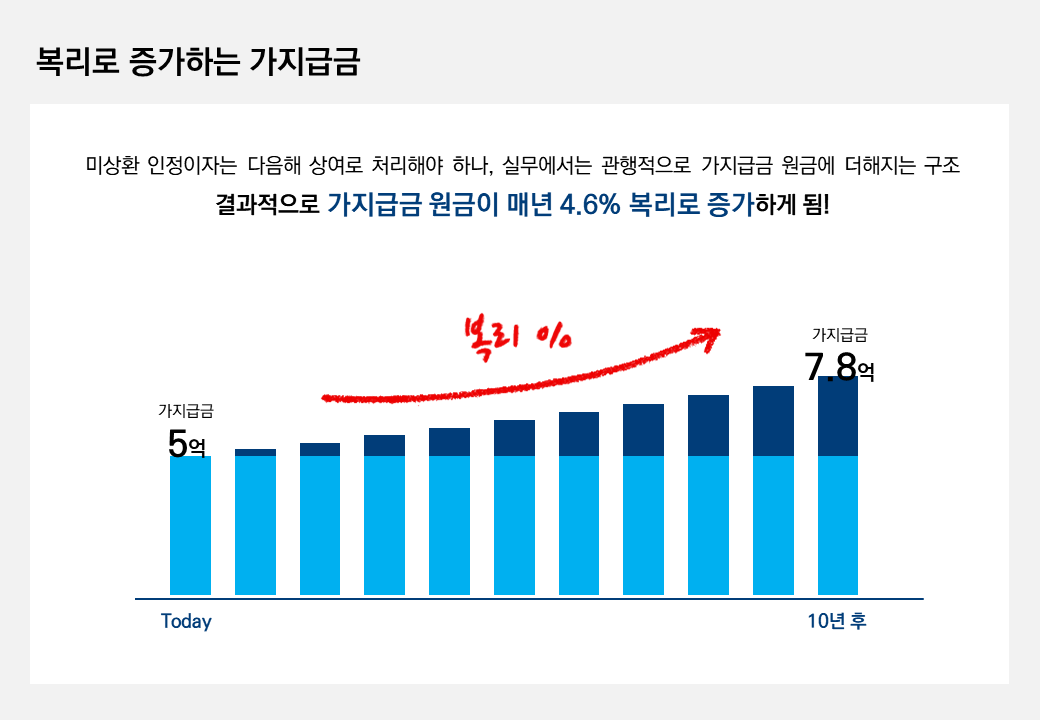 복리로 증가하는 가지급금
미상환 인정이자는 다음해 상여로 처리해야 하나, 실무에서는 관행적으로 가지급금 원금에 더해지는 구조
결과적으로 가지급금 원금이 매년 4.6% 복리로 증가하게 됨!
복리 %
가지급금
7.8억
가지급금
5억
Today
10년 후